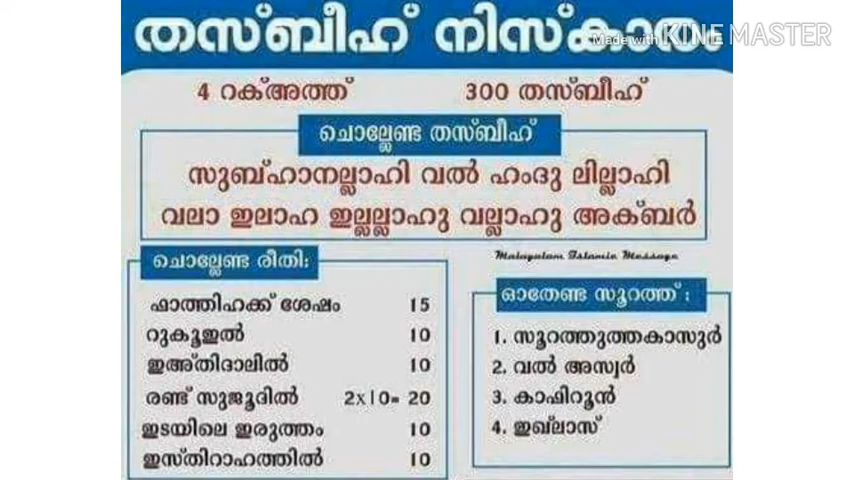 തസ്ബീഹ് നിസ്കാരം
Made with KINEMASTER
4 റക്അത്ത് 300 തസ്ബീഹ്
ചൊല്ലേണ്ട തസ്ബീഹ്
സുബ്ഹാനല്ലാഹി വൽ ഹംദു ലില്ലാഹി
വലാ ഇലാഹ ഇല്ലല്ലാഹു വല്ലാഹു അക്ബർ
Malayalam Islamic Message
ചൊല്ലേണ്ട രീതി:
ഫാത്തിഹക്ക് ശേഷം 15
റുകൂഇൽ 10
ഇഅ്തിദാലിൽ 10
രണ്ട് സുജൂദിൽ 2x10= 20
ഇടയിലെ ഇരുത്തം 10
ഇസ്തിറാഹത്തിൽ 10
ഓതേണ്ട സൂറത്ത് :
1. സൂറത്തുത്തകാസുർ
2. വൽ അസ്വർ
3. കാഫിറൂൻ
4. ഇഖ്ലാസ്